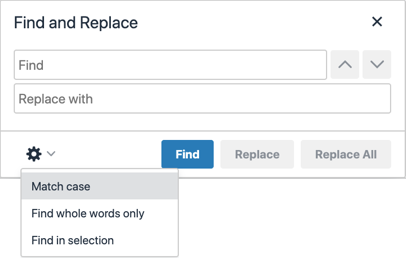 Find and Replace
Find
Replace with
Find Replace Replace All
Match case
Find whole words only
Find in selection